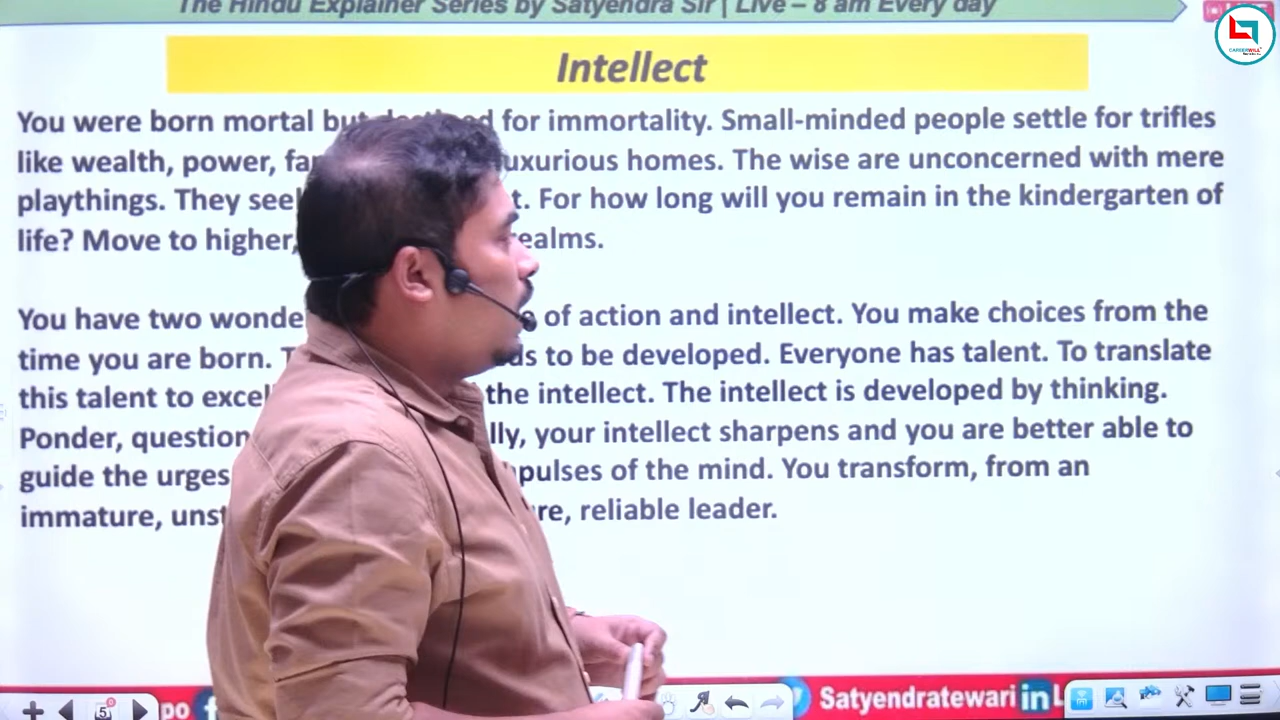 The Hindu Explainer Series by Satyendra Sir | Live – 8 am Every day
CAREERWILL
Intellect
You were born mortal but for immortality. Small-minded people settle for trifles
like wealth, power, luxurious homes. The wise are unconcerned with mere
playthings. They For how long will you remain in the kindergarten of
life? Move to higher,
You have two of action and intellect. You make choices from the
time you are born. to be developed. Everyone has talent. To translate
this talent to the intellect. The intellect is developed by thinking.
Ponder, question your intellect sharpens and you are better able to
guide the urges of the mind. You transform, from an
immature, reliable leader.
5
Satyendratewari in